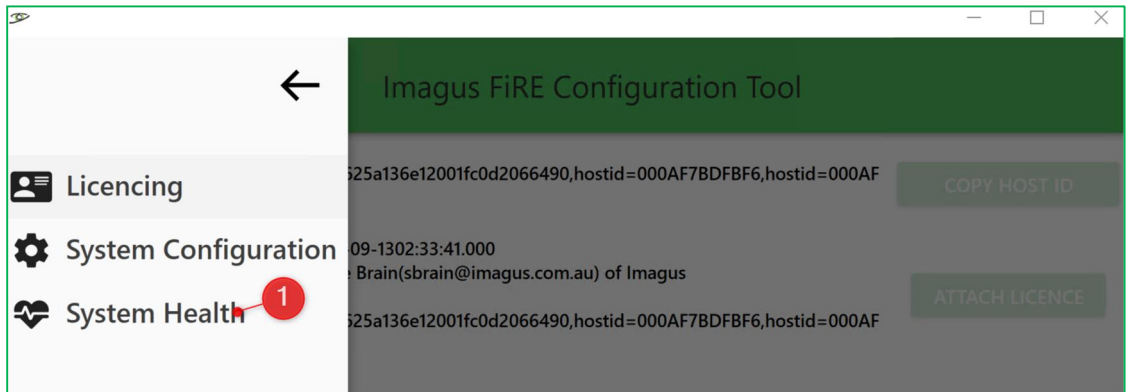 Imagus FiRE Configuration Tool
Licencing
System Configuration
System Health
1
525a136e12001fc0d2066490,hostid=000AF7BDFBF6,hostid=000AF
COPY HOST ID
-09-1302:33:41.000
Brain(sbrain@imagus.com.au) of Imagus
ATTACH LICENCE
525a136e12001fc0d2066490,hostid=000AF7BDFBF6,hostid=000AF